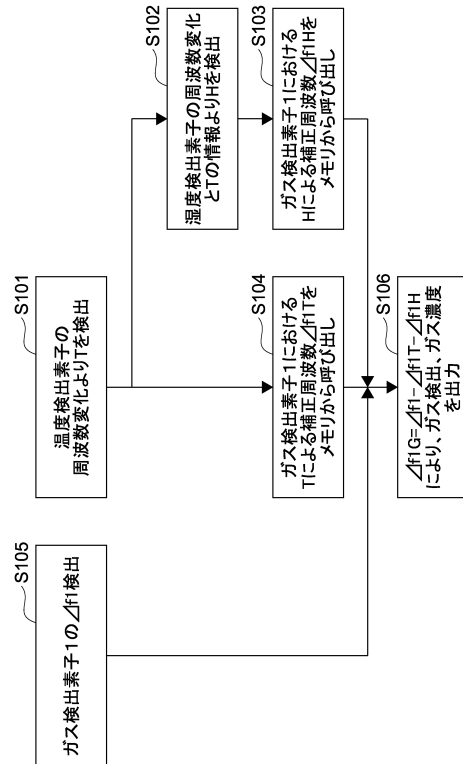 S105
ガス検出素子1の⊿f1検出
S101
温度検出素子の
周波数変化よりTを検出
S102
湿度検出素子の周波数変化
とTの情報よりHを検出
S104
ガス検出素子1における
Tによる補正周波数⊿f1Tを
メモリから呼び出し
S103
ガス検出素子1における
Hによる補正周波数⊿f1Hを
メモリから呼び出し
S106
⊿f1G=⊿f1-⊿f1T-⊿f1H
により、ガス検出、ガス濃度
を出力